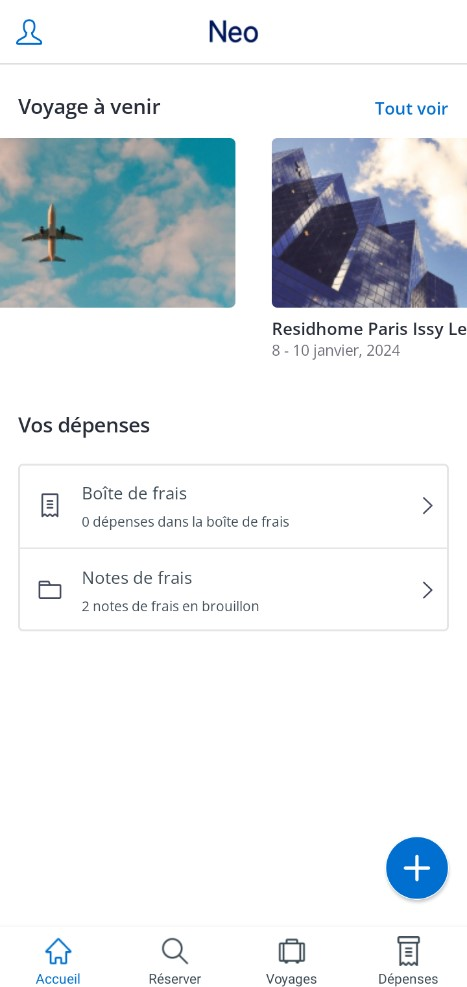 Neo
Voyage à venir
Tout voir
Residhome Paris Issy Le
8 - 10 janvier, 2024
Vos dépenses
Boîte de frais
0 dépenses dans la boîte de frais
Notes de frais
2 notes de frais en brouillon
Accueil
Réserver
Voyages
Dépenses